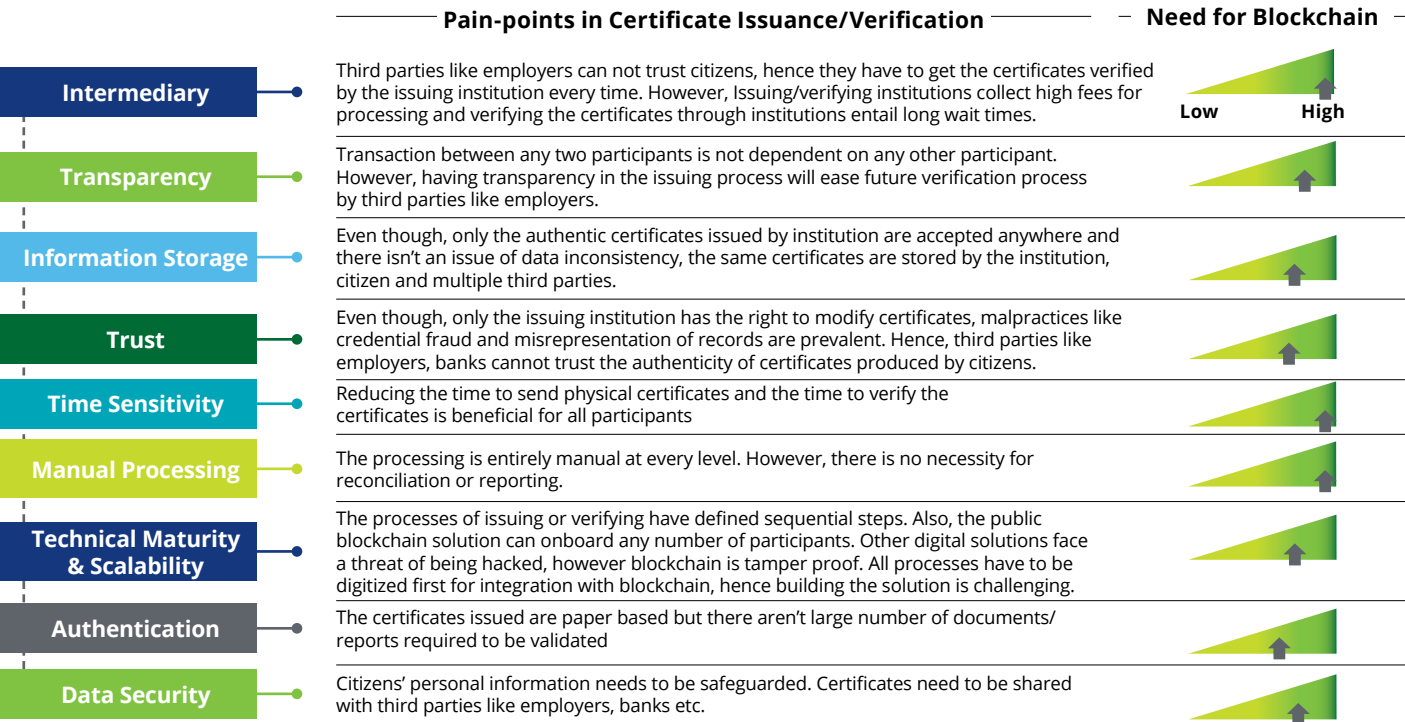 Pain-points in Certificate Issuance/Verification
Need for Blockchain
Intermediary
Third parties like employers can not trust citizens, hence they have to get the certificates verified
by the issuing institution every time. However, Issuing/verifying institutions collect high fees for
processing and verifying the certificates through institutions entail long wait times.
Low
High
Transparency
Transaction between any two participants is not dependent on any other participant.
However, having transparency in the issuing process will ease future verification process
by third parties like employers.
Information Storage
Even though, only the authentic certificates issued by institution are accepted anywhere and
there isn’t an issue of data inconsistency, the same certificates are stored by the institution,
citizen and multiple third parties.
Trust
Even though, only the issuing institution has the right to modify certificates, malpractices like
credential fraud and misrepresentation of records are prevalent. Hence, third parties like
employers, banks cannot trust the authenticity of certificates produced by citizens.
Time Sensitivity
Reducing the time to send physical certificates and the time to verify the
certificates is beneficial for all participants
Manual Processing
The processing is entirely manual at every level. However, there is no necessity for
reconciliation or reporting.
Technical Maturity
& Scalability
The processes of issuing or verifying have defined sequential steps. Also, the public
blockchain solution can onboard any number of participants. Other digital solutions face
a threat of being hacked, however blockchain is tamper proof. All processes have to be
digitized first for integration with blockchain, hence building the solution is challenging.
Authentication
The certificates issued are paper based but there aren’t large number of documents/
reports required to be validated
Data Security
Citizens’ personal information needs to be safeguarded. Certificates need to be shared
with third parties like employers, banks etc.